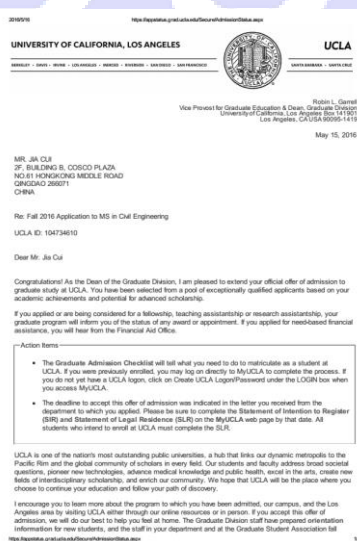 2016/5/16 https://appstatus.gdnet.ucla.edu/Secure/AdmissionStatus.aspx
UNIVERSITY OF CALIFORNIA, LOS ANGELES UCLA
BERKELEY • DAVIS • IRVINE • LOS ANGELES • MERCED • RIVERSIDE • SAN DIEGO • SAN FRANCISCO SANTA BARBARA • SANTA CRUZ
Robin L. Garrell
Vice Provost for Graduate Education & Dean, Graduate Division
University of California, Los Angeles Box 141901
Los Angeles, CA USA 90095-1419
May 15, 2016
MR. JIA CUI
2F, BUILDING B, COSCO PLAZA
NO.61 HONGKONG MIDDLE ROAD
QINGDAO 266071
CHINA
Re: Fall 2016 Application to MS in Civil Engineering
UCLA ID: 104734610
Dear Mr. Jia Cui
Congratulations! As the Dean of the Graduate Division, I am pleased to extend your official offer of admission to
graduate study at UCLA. You have been selected from a pool of exceptionally qualified applicants based on your
academic achievements and potential for advanced scholarship.
If you applied or are being considered for a fellowship, teaching assistantship or research assistantship, your
graduate program will inform you of the status of any award or appointment. If you applied for need-based financial
assistance, you will hear from the Financial Aid Office.
Action Items
• The Graduate Admission Checklist will tell you what you need to do to matriculate as a student at
UCLA. If you were previously enrolled, you may log on directly to MyUCLA to complete the process. If
you do not yet have a UCLA logon, click on Create UCLA Logon/Password under the LOGIN box when
you access MyUCLA.
• The deadline to accept this offer of admission was indicated in the letter you received from the
department to which you applied. Please be sure to complete the Statement of Intention to Register
(SIR) and Statement of Legal Residence (SLR) on the MyUCLA web page by that date. All
students who intend to enroll at UCLA must complete the SLR.
UCLA is one of the nation's most outstanding public universities, a hub that links our dynamic metropolis to the
Pacific Rim and the global community of scholars in every field. Our students and faculty address broad societal
questions, pioneer new technologies, advance medical knowledge and public health, excel in the arts, create new
fields of interdisciplinary scholarship, and enrich our community. We hope that UCLA will be the place where you
choose to continue your education and follow your path of discovery.
I encourage you to learn more about the program to which you have been admitted, our campus, and the Los
Angeles area by visiting UCLA either through our online resources or in person. If you accept this offer of
admission, we will do our best to help you feel at home. The Graduate Division staff have prepared orientation
information for new students, and the staff in your department and at the Graduate Student Association fall